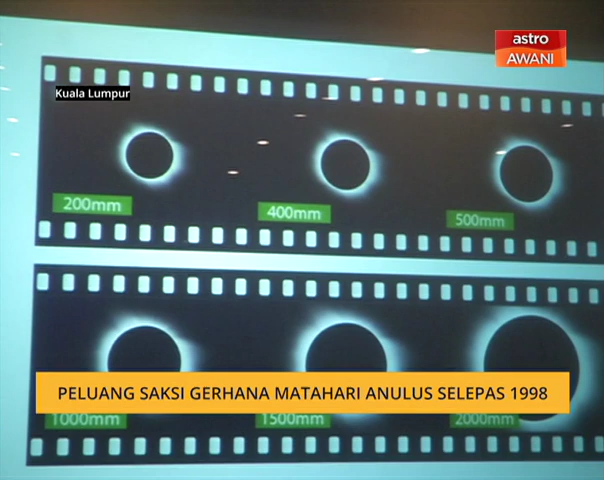 astro
AWANI
Kuala Lumpur
200mm
400mm
500mm
PELUANG SAKSI GERHANA MATAHARI ANULUS SELEPAS 1998
1000mm
1500mm
2000mm